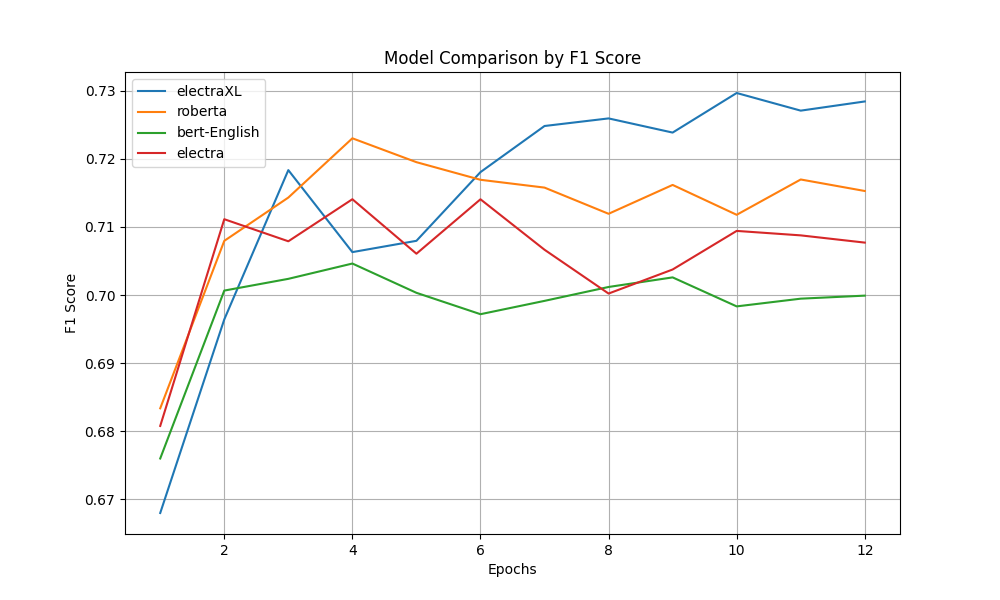 Model Comparison by F1 Score
electraXL
roberta
bert-English
electra
F1 Score
0.73
0.72
0.71
0.70
0.69
0.68
0.67
2 4 6 8 10 12
Epochs